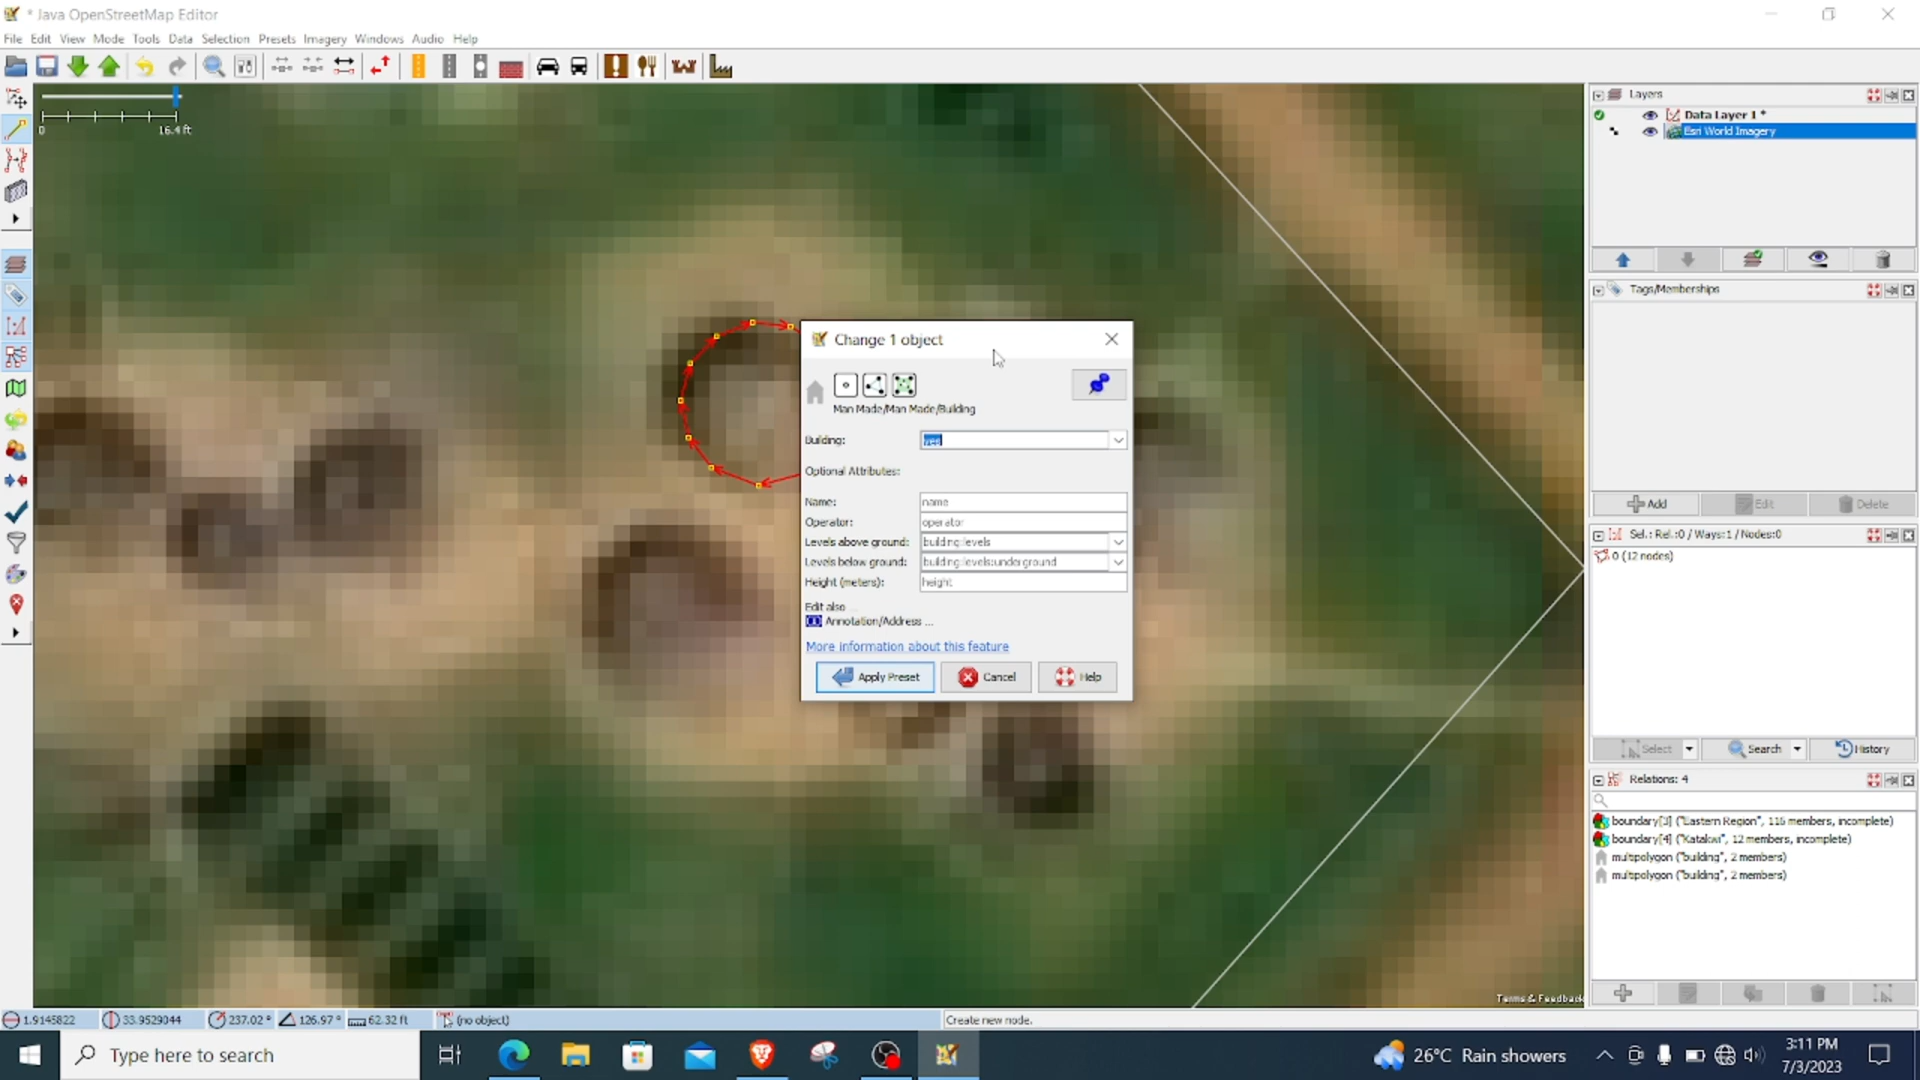 * Java OpenStreetMap Editor
File Edit View Mode Tools Data Selection Presets Imagery Windows Audio Help
0 16.4 ft
Layers
Data Layer 1 *
Esri World Imagery
Tags/Memberships
Add Edit Delete
Sel.: Rel.:0 / Ways:1 / Nodes:0
0 (12 nodes)
Select Search History
Relations: 4
boundary[3] ("Eastern Region", 116 members, incomplete)
boundary[4] ("Katakwi", 12 members, incomplete)
multipolygon ("building", 2 members)
multipolygon ("building", 2 members)
Change 1 object
Man Made/Man Made/Building
Building: yes
Optional Attributes:
Name: name
Operator: operator
Levels above ground: building:levels
Levels below ground: building:levels:underground
Height (meters): height
Edit also ...
Annotation/Address ...
More information about this feature
Apply Preset Cancel Help
Terms & Feedback
1.9145822 33.9529044 237.02 ° 126.97 ° 62.32 ft (no object) Create new node.
Type here to search
26°C Rain showers
3:11 PM
7/3/2023